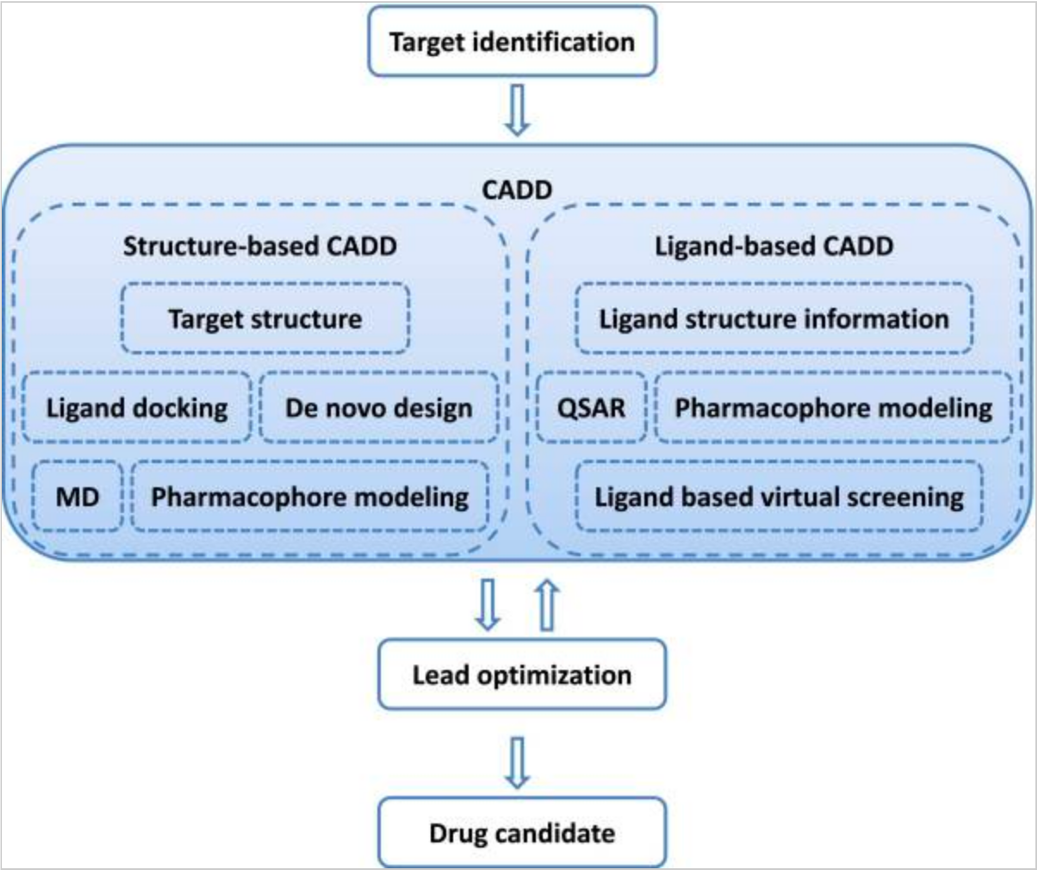 Target identification
CADD
Structure-based CADD
Target structure
Ligand docking
De novo design
MD
Pharmacophore modeling
Ligand-based CADD
Ligand structure information
QSAR
Pharmacophore modeling
Ligand based virtual screening
Lead optimization
Drug candidate